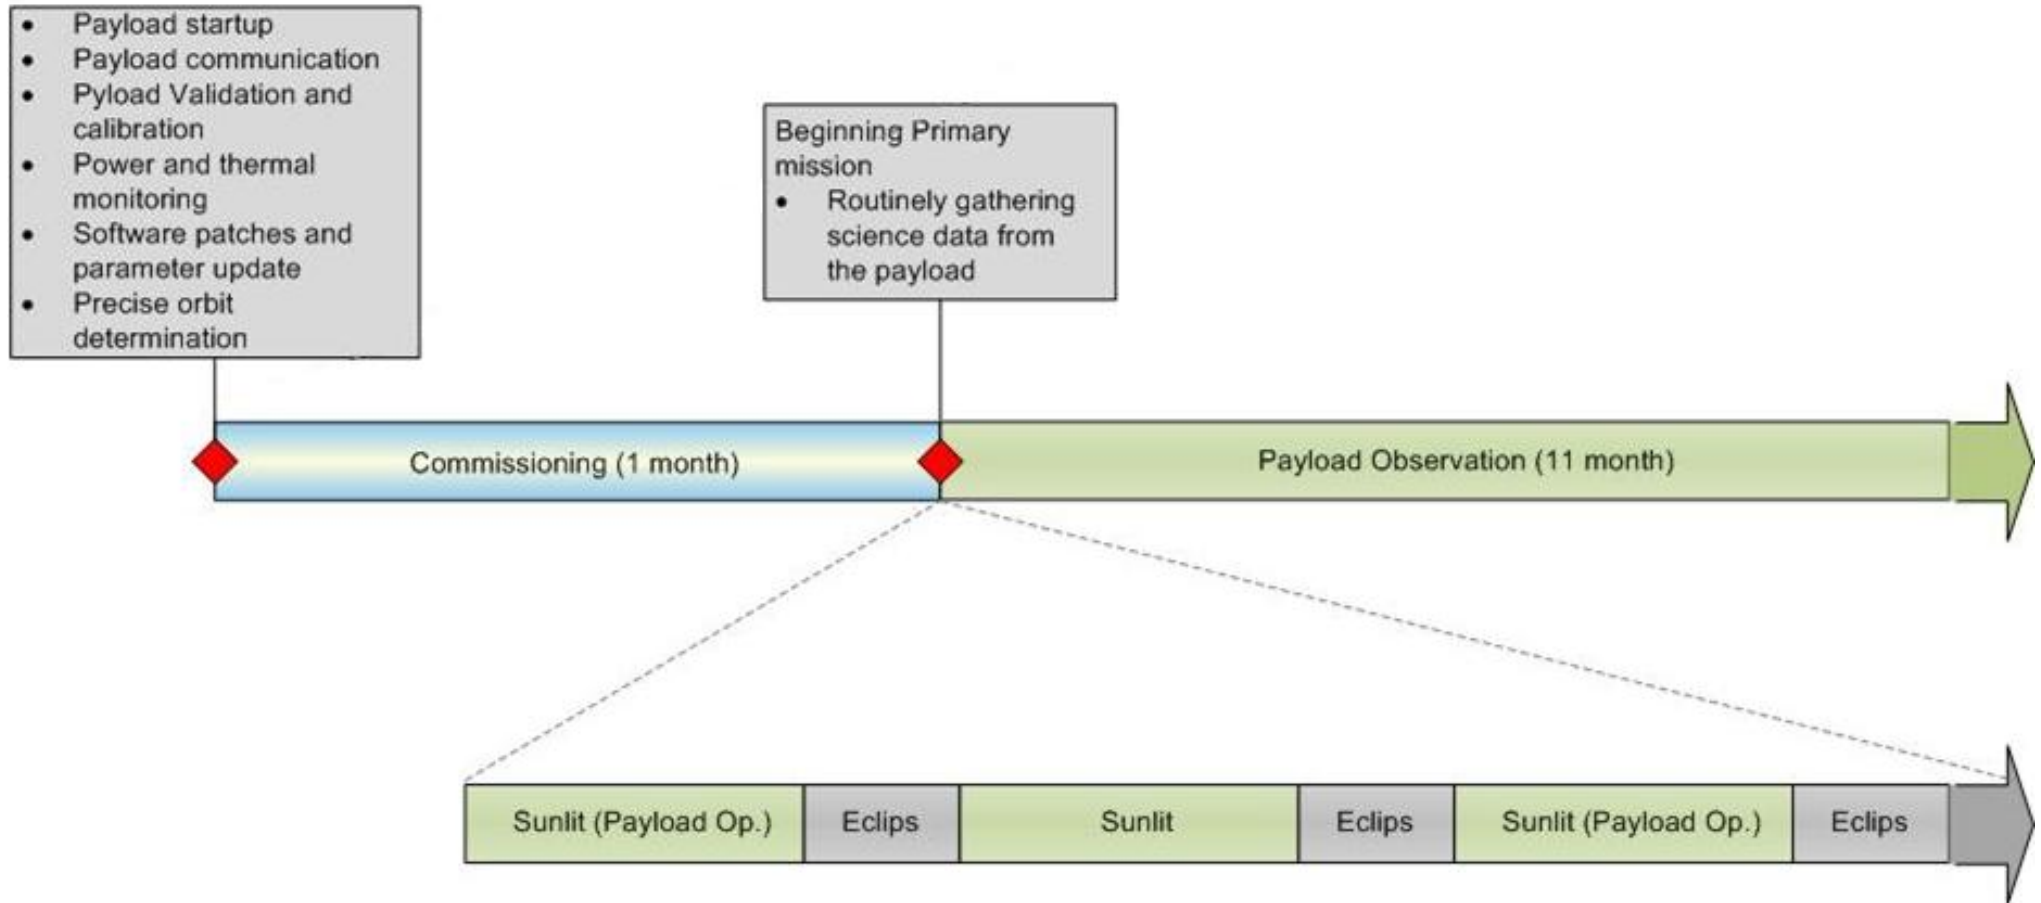 • Payload startup
• Payload communication
• Pyload Validation and
calibration
• Power and thermal
monitoring
• Software patches and
parameter update
• Precise orbit
determination
Beginning Primary
mission
• Routinely gathering
science data from
the payload
Commissioning (1 month)
Payload Observation (11 month)
Sunlit (Payload Op.)
Eclips
Sunlit
Eclips
Sunlit (Payload Op.)
Eclips